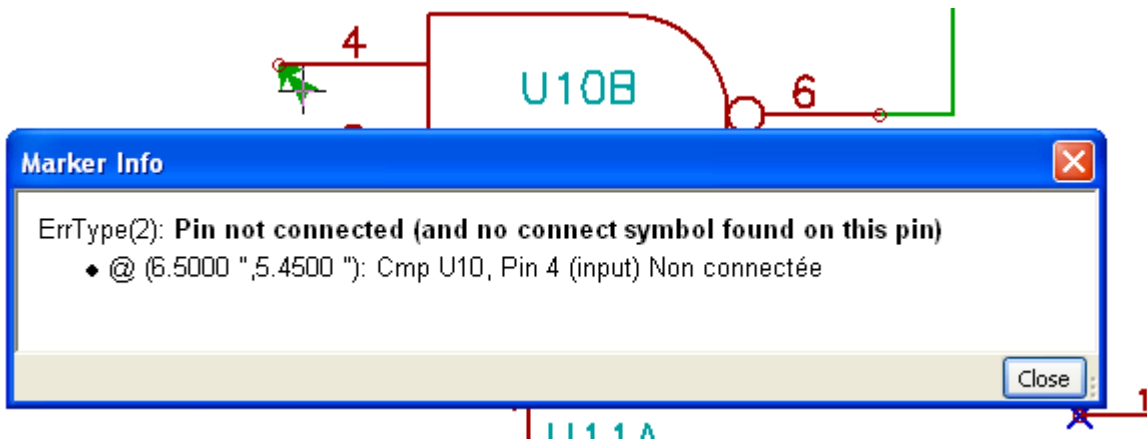 4
U10B
6
Marker Info
ErrType(2): Pin not connected (and no connect symbol found on this pin)
• @ (6.5000 ",5.4500 "): Cmp U10, Pin 4 (input) Non connectée
Close
1